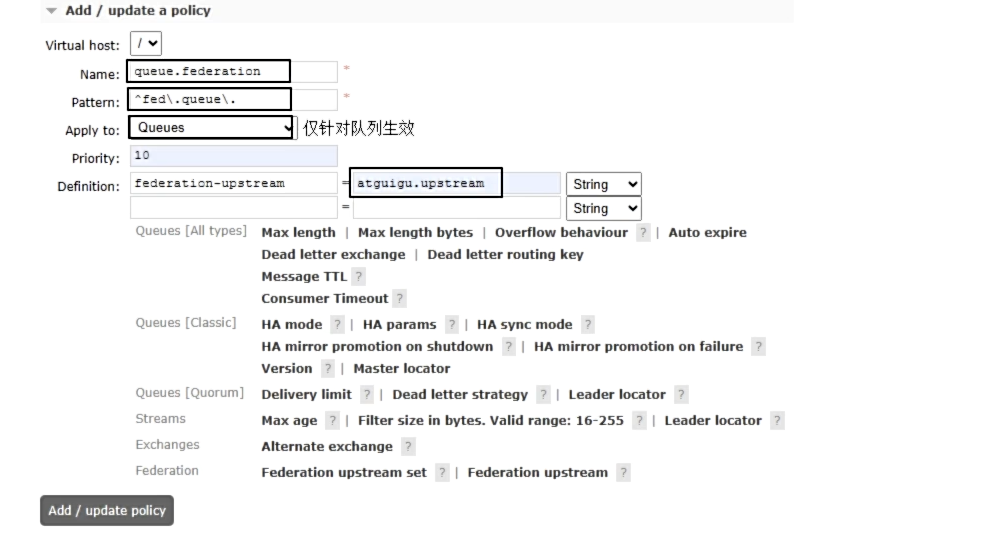 Add / update a policy
Virtual host: /
Name: queue.federation *
Pattern: ^fed\.queue\. *
Apply to: Queues 仅针对队列生效
Priority: 10
Definition: federation-upstream = atguigu.upstream String
= String
Queues [All types] Max length | Max length bytes | Overflow behaviour ? | Auto expire
Dead letter exchange | Dead letter routing key
Message TTL ?
Consumer Timeout ?
Queues [Classic] HA mode ? | HA params ? | HA sync mode ?
HA mirror promotion on shutdown ? | HA mirror promotion on failure ?
Version ? | Master locator
Queues [Quorum] Delivery limit ? | Dead letter strategy ? | Leader locator ?
Streams Max age ? | Filter size in bytes. Valid range: 16-255 ? | Leader locator ?
Exchanges Alternate exchange ?
Federation Federation upstream set ? | Federation upstream ?
Add / update policy